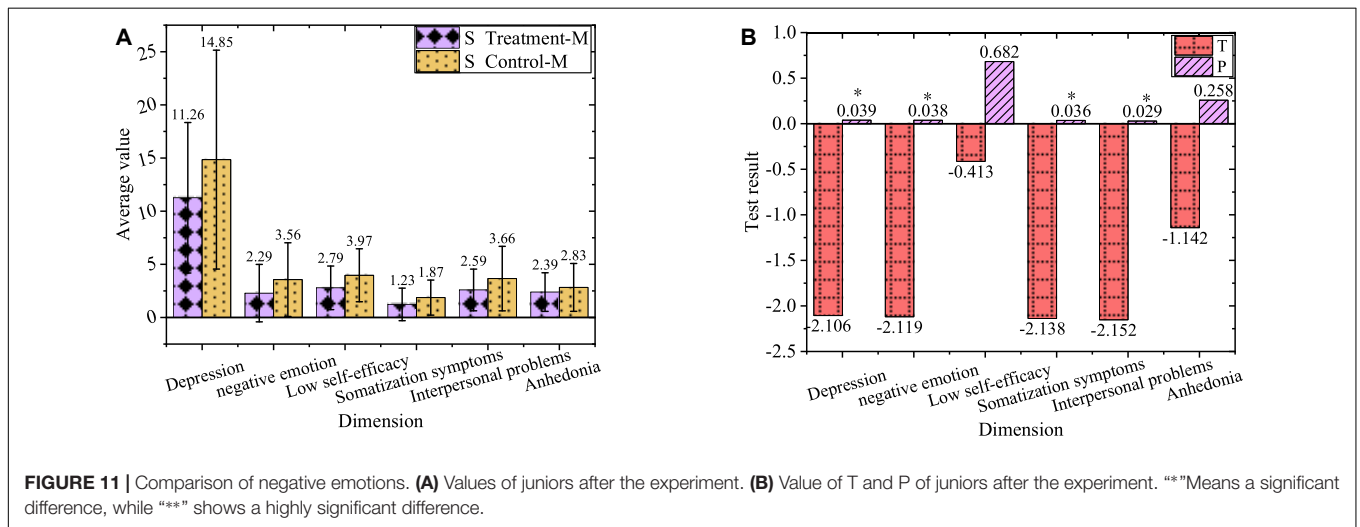 A
S Treatment-M
S Control-M
25
20
15
10
5
0
Average value
14.85
11.26
2.29
3.56
2.79
3.97
1.23
1.87
2.59
3.66
2.39
2.83
Depression
negative emotion
Low self-efficacy
Somatization symptoms
Interpersonal problems
Anhedonia
Dimension
B
T
P
1.0
0.5
0.0
-0.5
-1.0
-1.5
-2.0
-2.5
Test result
*
0.039
*
0.038
0.682
*
0.036
*
0.029
0.258
-2.106
-2.119
-0.413
-2.138
-2.152
-1.142
Depression
negative emotion
Low self-efficacy
Somatization symptoms
Interpersonal problems
Anhedonia
Dimension
FIGURE 11 | Comparison of negative emotions. (A) Values of juniors after the experiment. (B) Value of T and P of juniors after the experiment. “*”Means a significant
difference, while “**” shows a highly significant difference.